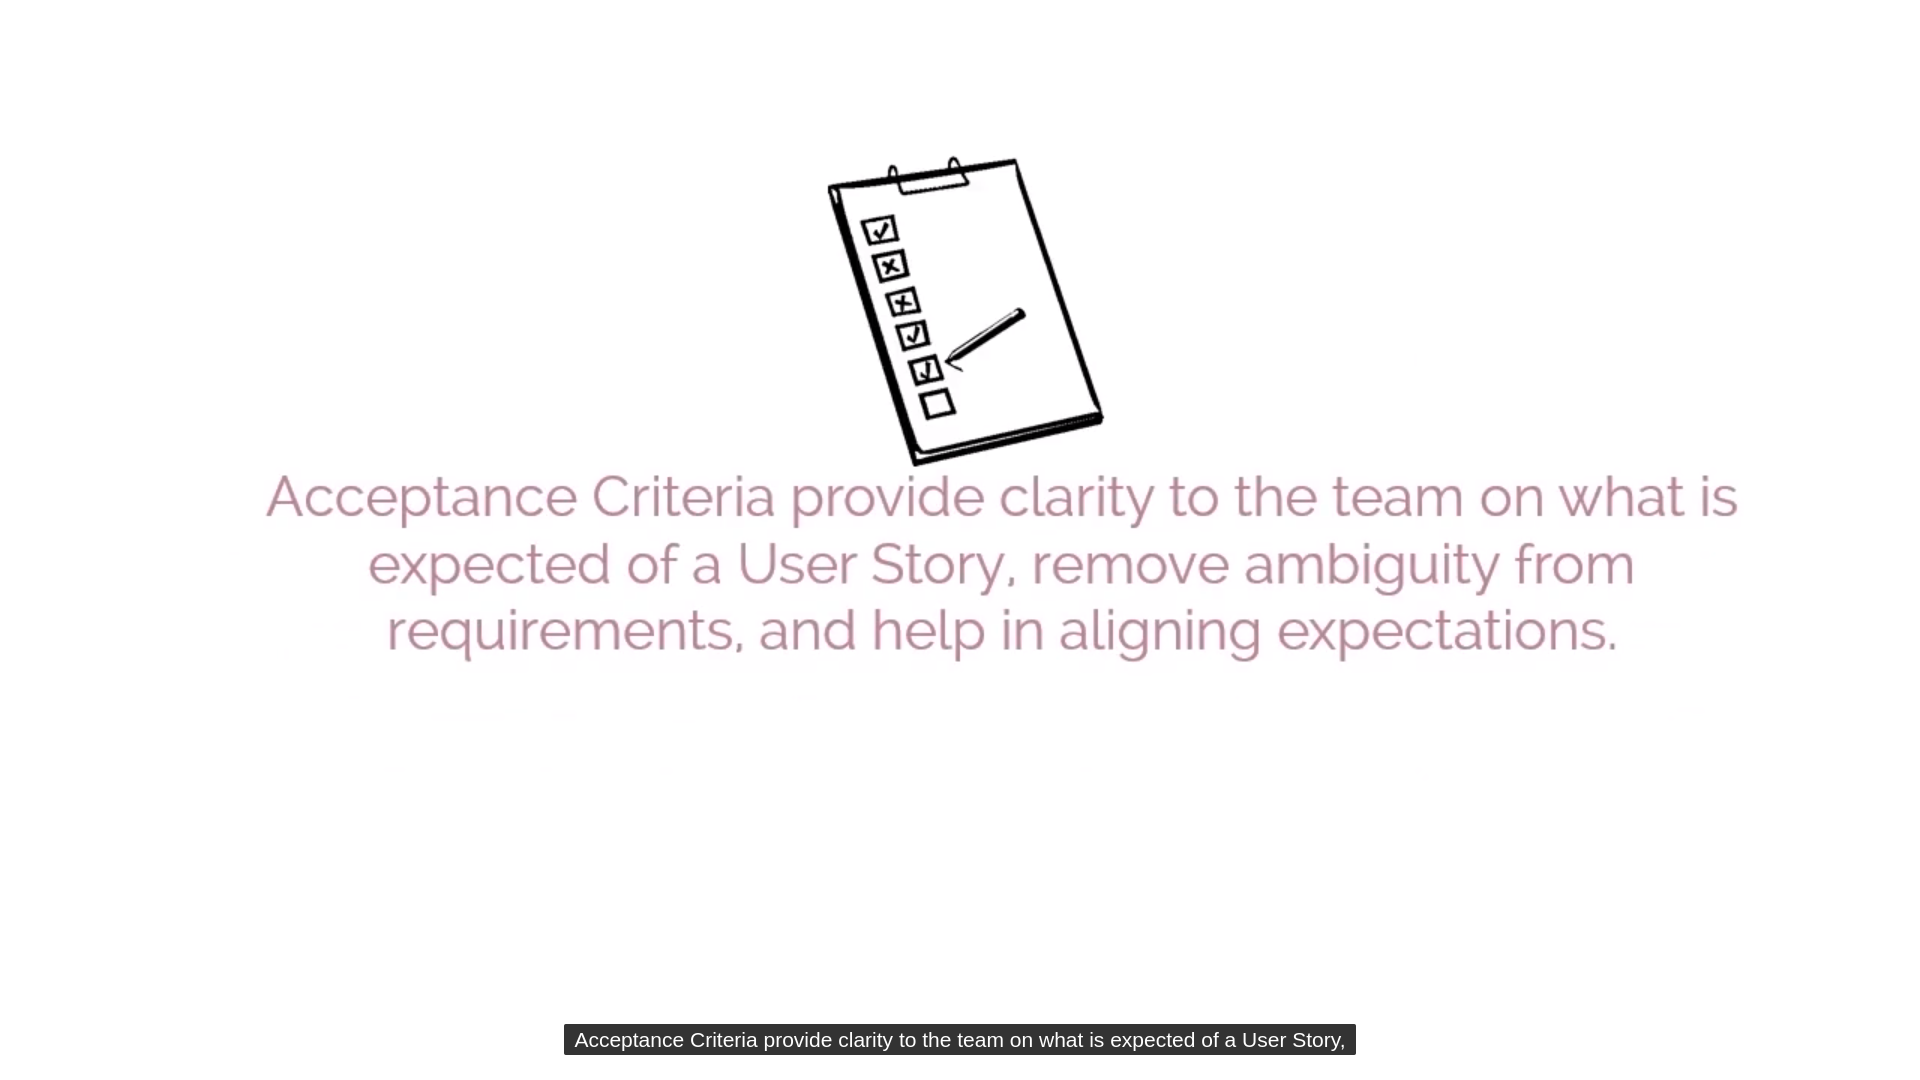 Acceptance Criteria provide clarity to the team on what is
expected of a User Story, remove ambiguity from
requirements, and help in aligning expectations.
Acceptance Criteria provide clarity to the team on what is expected of a User Story,